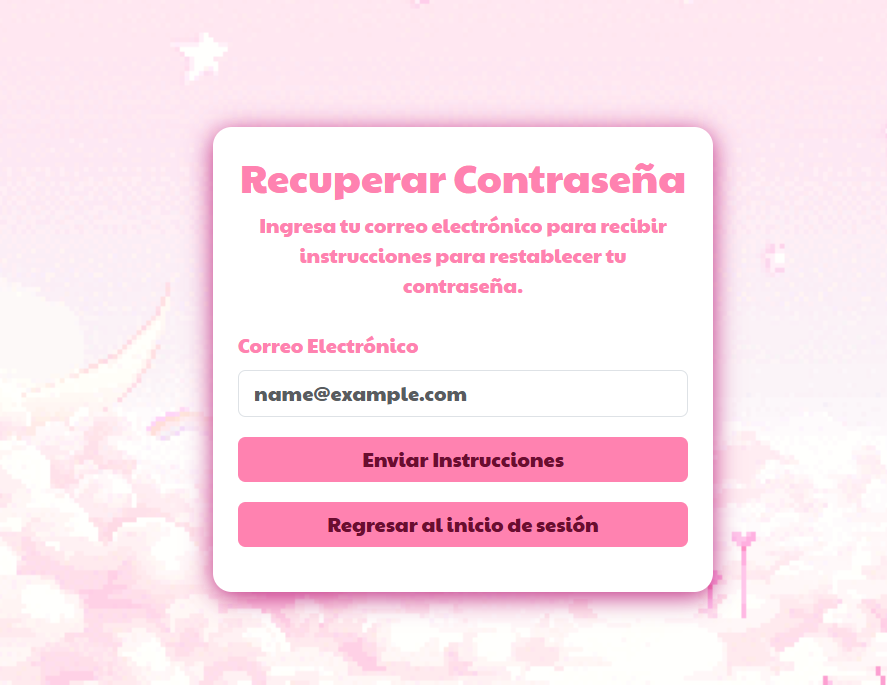 Recuperar Contraseña
Ingresa tu correo electrónico para recibir
instrucciones para restablecer tu
contraseña.
Correo Electrónico
name@example.com
Enviar Instrucciones
Regresar al inicio de sesión